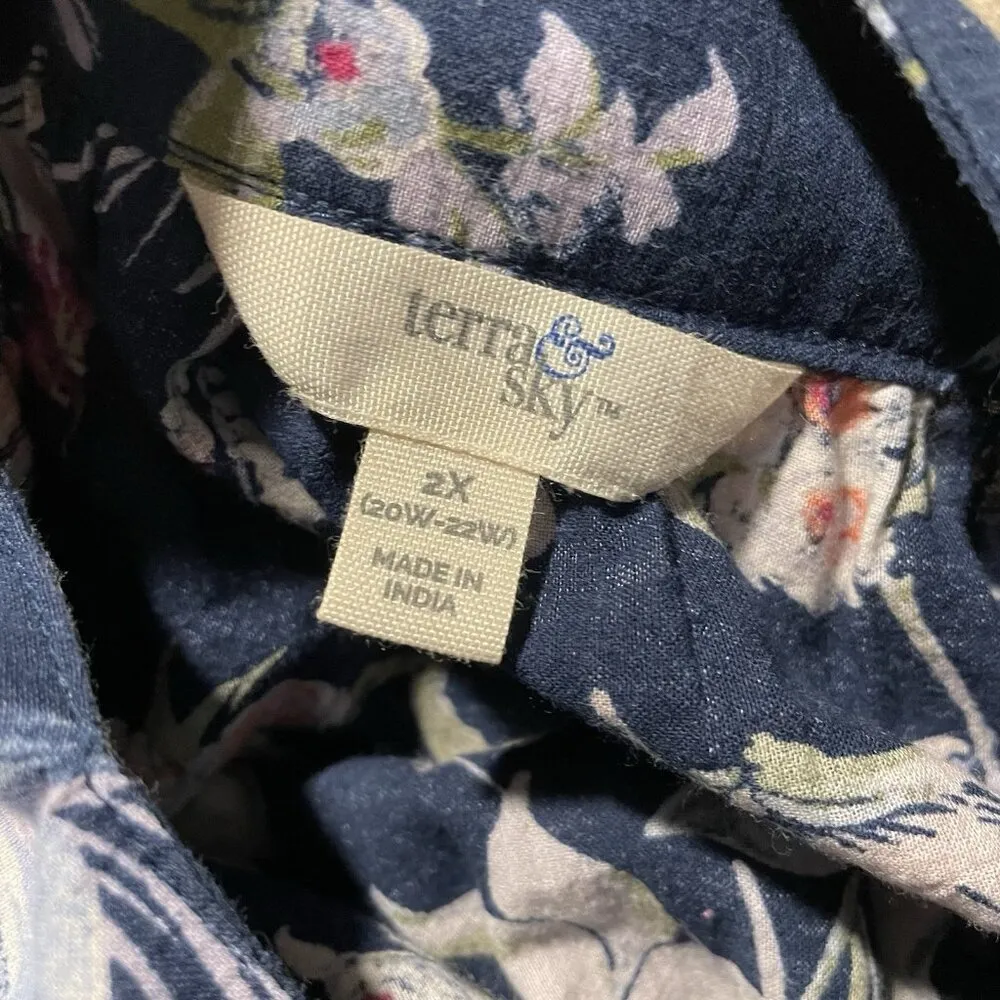 terra &
sky™
2X
(20W-22W)
MADE IN
INDIA